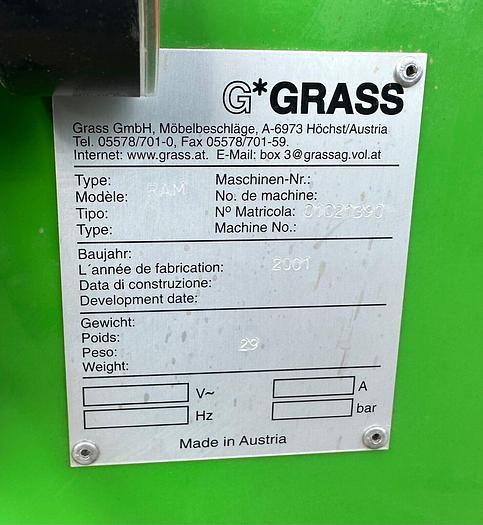 G*GRASS
Grass GmbH, Möbelbeschläge, A-6973 Höchst/Austria
Tel. 05578/701-0, Fax 05578/701-59.
Internet: www.grass.at. E-Mail: box 3@grassag.vol.at
Type: Maschinen-Nr.:
Modèle: RAM No. de machine:
Tipo: Nº Matricola: 01021390
Type: Machine No.:
Baujahr:
L´année de fabrication: 2001
Data di construzione:
Development date:
Gewicht:
Poids:
Peso: 29
Weight:
V~ A
Hz bar
Made in Austria